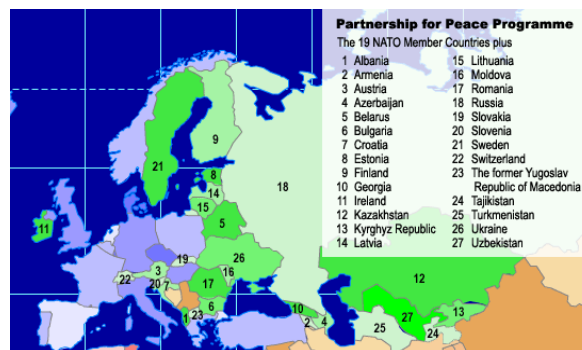 Partnership for Peace Programme
The 19 NATO Member Countries plus
1 Albania
2 Armenia
3 Austria
4 Azerbaijan
5 Belarus
6 Bulgaria
7 Croatia
8 Estonia
9 Finland
10 Georgia
11 Ireland
12 Kazakhstan
13 Kyrghyz Republic
14 Latvia
15 Lithuania
16 Moldova
17 Romania
18 Russia
19 Slovakia
20 Slovenia
21 Sweden
22 Switzerland
23 The former Yugoslav
Republic of Macedonia
24 Tajikistan
25 Turkmenistan
26 Ukraine
27 Uzbekistan
9
21
8
14
18
15
11
5
19
26
3
22
16
12
20
7
17
6
10
13
1
23
2
4
27
25
24